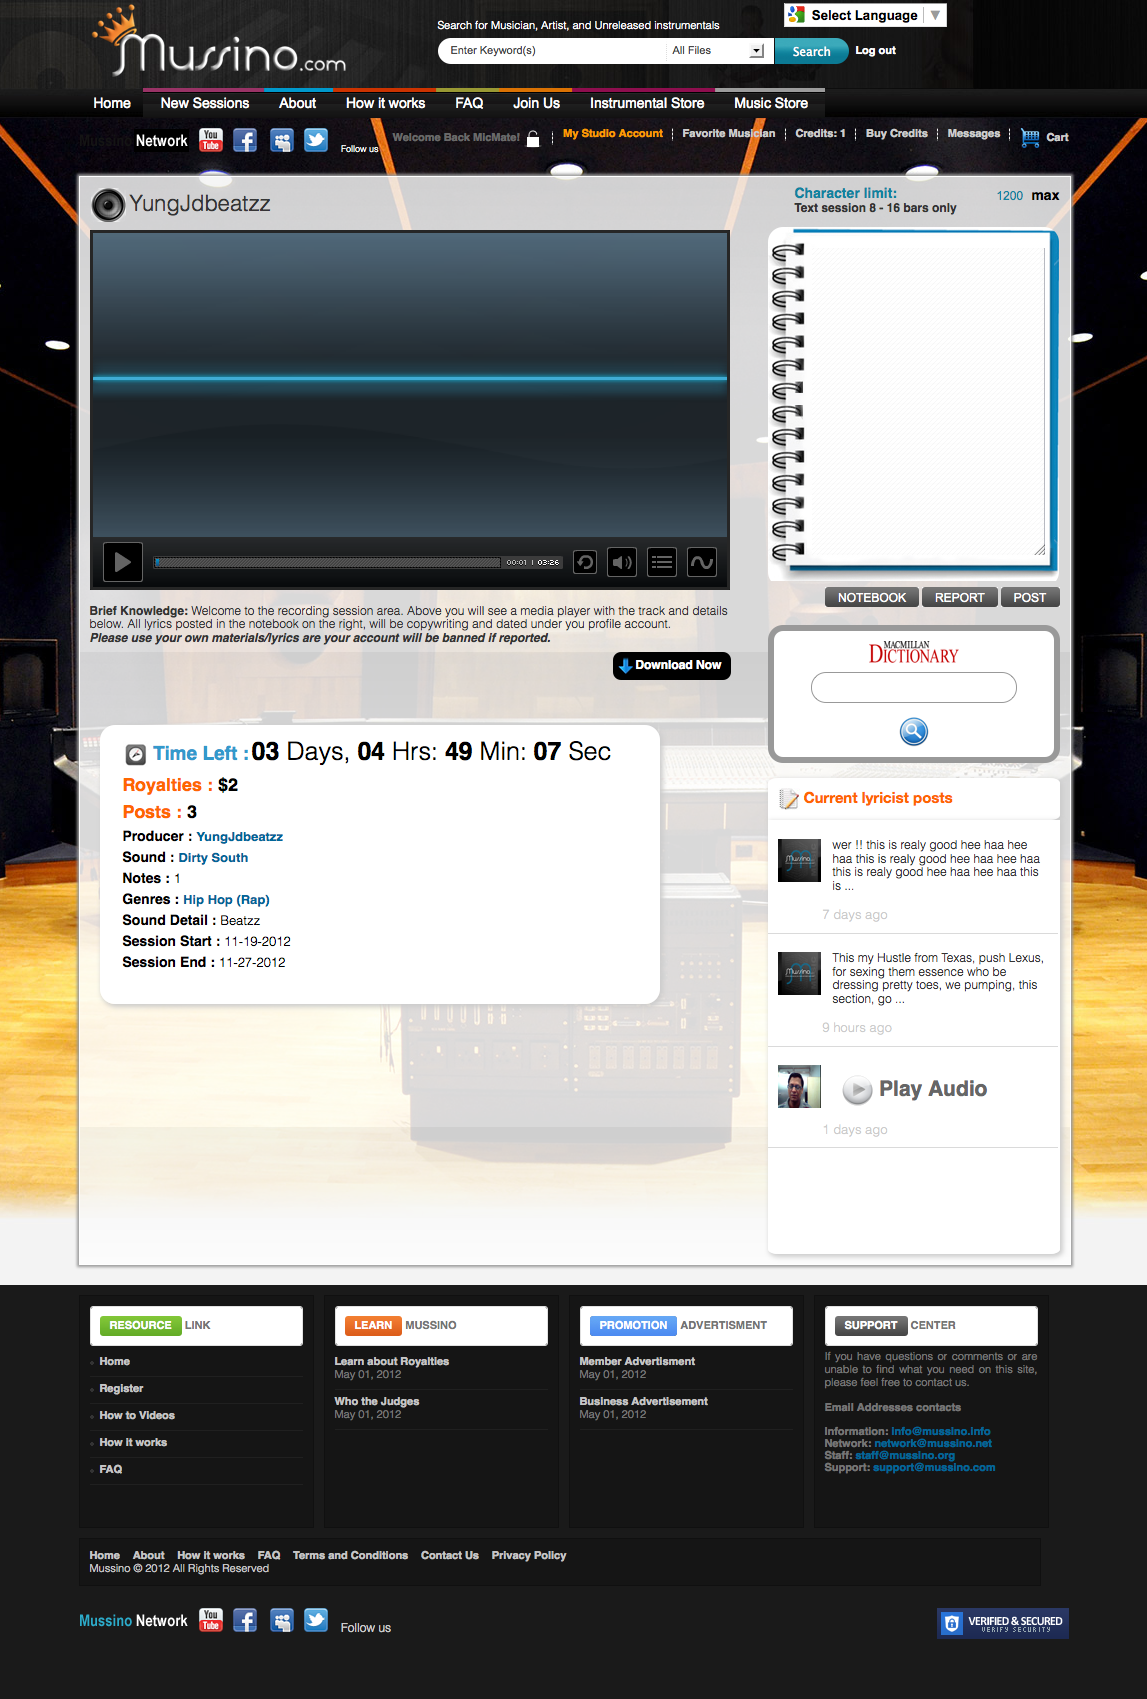 Mussino.com
Search for Musician, Artist, and Unreleased instrumentals
Select Language ▼
Enter Keyword(s)
All Files
Search
Log out
Home
New Sessions
About
How it works
FAQ
Join Us
Instrumental Store
Music Store
Mussino Network
You Tube
Follow us
Welcome Back MicMate!
My Studio Account
Favorite Musician
Credits: 1
Buy Credits
Messages
Cart
YungJdbeatzz
Character limit:
1200 max
Text session 8 - 16 bars only
00:01 | 03:26
NOTEBOOK
REPORT
POST
Brief Knowledge: Welcome to the recording session area. Above you will see a media player with the track and details
below. All lyrics posted in the notebook on the right, will be copywriting and dated under you profile account.
Please use your own materials/lyrics are your account will be banned if reported.
Download Now
MACMILLAN
DICTIONARY
Time Left : 03 Days, 04 Hrs: 49 Min: 07 Sec
Royalties : $2
Posts : 3
Producer : YungJdbeatzz
Sound : Dirty South
Notes : 1
Genres : Hip Hop (Rap)
Sound Detail : Beatzz
Session Start : 11-19-2012
Session End : 11-27-2012
Current lyricist posts
Mussino
wer !! this is realy good hee haa hee
haa this is realy good hee haa hee haa
this is realy good hee haa hee haa this
is ...
7 days ago
Mussino
This my Hustle from Texas, push Lexus,
for sexing them essence who be
dressing pretty toes, we pumping, this
section, go ...
9 hours ago
Play Audio
1 days ago
RESOURCE LINK
Home
Register
How to Videos
How it works
FAQ
LEARN MUSSINO
Learn about Royalties
May 01, 2012
Who the Judges
May 01, 2012
PROMOTION ADVERTISMENT
Member Advertisment
May 01, 2012
Business Advertisement
May 01, 2012
SUPPORT CENTER
If you have questions or comments or are
unable to find what you need on this site,
please feel free to contact us.
Email Addresses contacts
Information: info@mussino.info
Network: network@mussino.net
Staff: staff@mussino.org
Support: support@mussino.com
Home About How it works FAQ Terms and Conditions Contact Us Privacy Policy
Mussino © 2012 All Rights Reserved
Mussino Network
You Tube
Follow us
VERIFIED & SECURED
VERIFY SECURITY